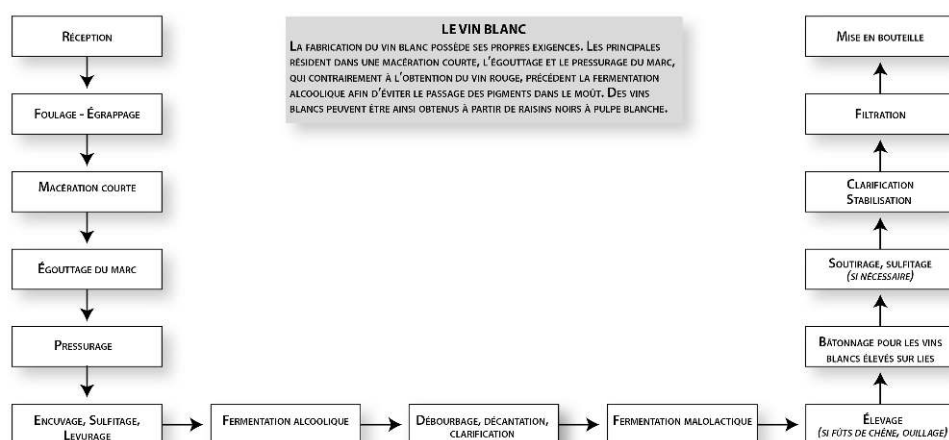 LE VIN BLANC
LA FABRICATION DU VIN BLANC POSSÈDE SES PROPRES EXIGENCES. LES PRINCIPALES
RÉSIDENT DANS UNE MACÉRATION COURTE, L'ÉGOUTTAGE ET LE PRESSURAGE DU MARC,
QUI CONTRAIREMENT À L'OBTENTION DU VIN ROUGE, PRÉCÈDENT LA FERMENTATION
ALCOOLIQUE AFIN D'ÉVITER LE PASSAGE DES PIGMENTS DANS LE MOÛT. DES VINS
BLANCS PEUVENT ÊTRE AINSI OBTENUS À PARTIR DE RAISINS NOIRS À PULPE BLANCHE.
RÉCEPTION
FOULAGE - ÉGRAPPAGE
MACÉRATION COURTE
ÉGOUTTAGE DU MARC
PRESSURAGE
ENCUVAGE, SULFITAGE,
LEVURAGE
FERMENTATION ALCOOLIQUE
DÉBOURBAGE, DÉCANTATION,
CLARIFICATION
FERMENTATION MALOLACTIQUE
ÉLEVAGE
(SI FÛTS DE CHÊNE, OUILLAGE)
BÂTONNAGE POUR LES VINS
BLANCS ÉLEVÉS SUR LIES
SOUTIRAGE, SULFITAGE
(SI NÉCESSAIRE)
CLARIFICATION
STABILISATION
FILTRATION
MISE EN BOUTEILLE